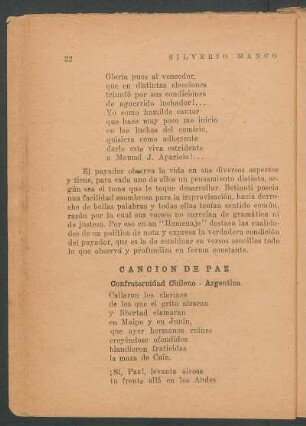 22
SILVERIO MANCO
Gloria pues al vencedor,
que en distintas elecciones
triunfó por sus condiciones
de aguerrido luchador!...
Yo como humilde cantor
que hace muy poco me inicio
en las luchas del comicio,
quisiera como adherente
darle este viva estridente
a Manuel J. Aparicio!...
El payador observa la vida en sus diversos aspectos
y tiene, para cada uno de ellos un pensamiento distinto, se-
gún sea el tema que le toque desarrollar. Betinoti poseía
una facilidad asombrosa para la improvisación, hasta derro-
che de bellas palabras y todas ellas tenían sentido común,
razón por la cual sus versos no carecían de gramática ni
de justeza. Por eso en su "Homenaje" destaca las cualida-
des de un político de nota y expresa la verdadera condición del
payador, que es la de combinar en versos sencillos todo
lo que observa y profundiza en forma constante.
CANCION DE PAZ
Confraternidad Chileno - Argentina
Callaron los clarines
de los que el grito alzaran
y libertad clamaran
en Maipo y en Junín,
que ayer hermanos ruines
creyéndose ofendidos
blandieron fraticidas
la maza de Caín.
¡Sí, Paz!, levanta airosa
tu frente allá en los Andes